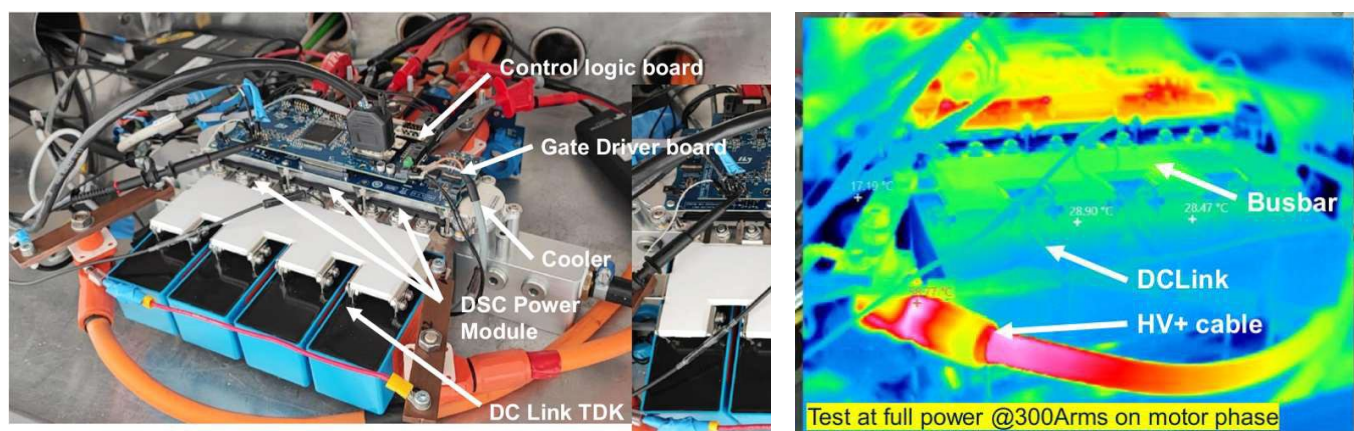 Control logic board
Gate Driver board
Cooler
DSC Power
Module
DC Link TDK
17.19 °C
28.90 °C
28.47 °C
Busbar
DCLink
HV+ cable
Test at full power @300Arms on motor phase